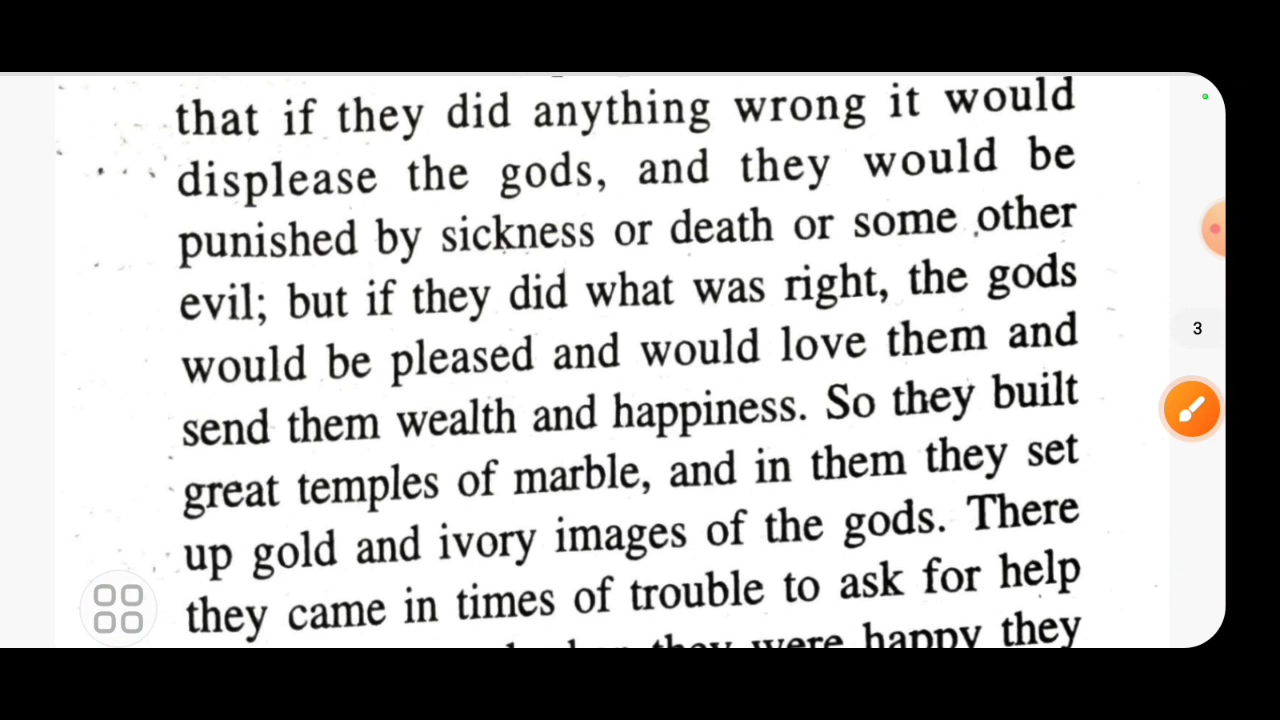 that if they did anything wrong it would
displease the gods, and they would be
punished by sickness or death or some other
evil; but if they did what was right, the gods
would be pleased and would love them and
send them wealth and happiness. So they built
great temples of marble, and in them they set
up gold and ivory images of the gods. There
they came in times of trouble to ask for help
they were happy they
3